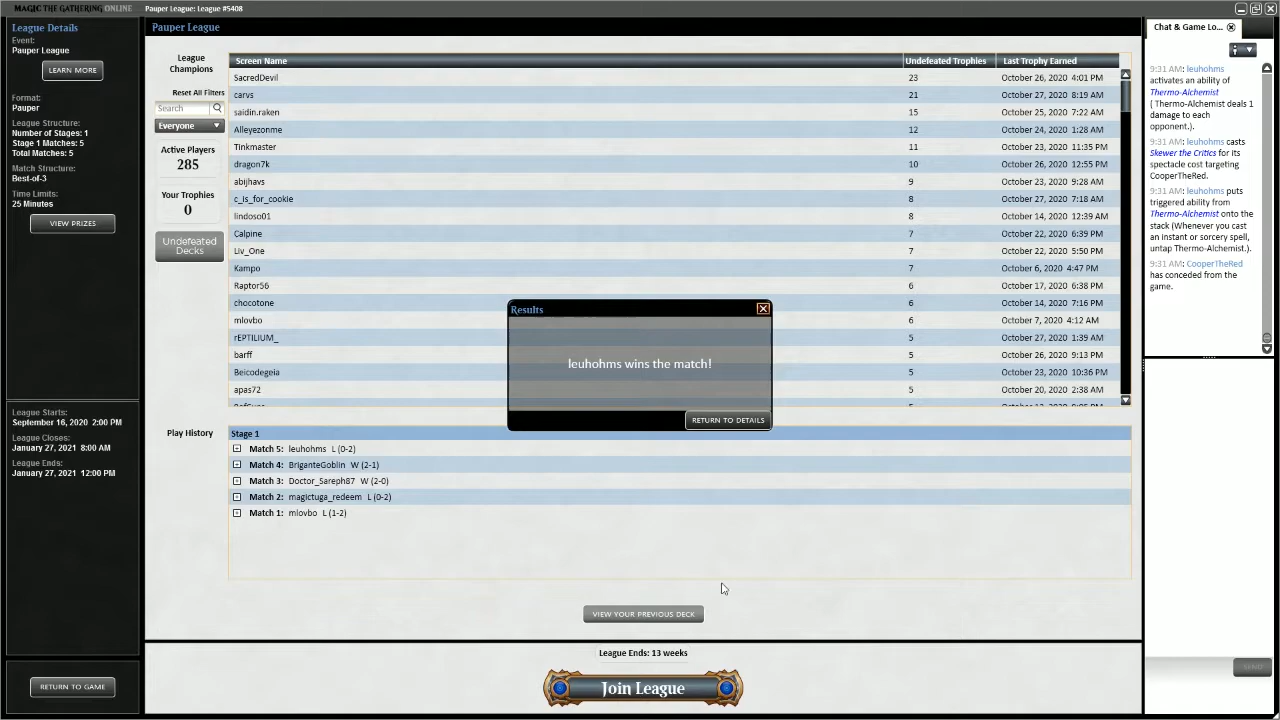 MAGIC THE GATHERING ONLINE
Pauper League: League #5408
League Details
Event:
Pauper League
LEARN MORE
Format:
Pauper
League Structure:
Number of Stages: 1
Stage 1 Matches: 5
Total Matches: 5
Match Structure:
Best-of-3
Time Limits:
25 Minutes
VIEW PRIZES
League Starts:
September 16, 2020 2:00 PM
League Closes:
January 27, 2021 8:00 AM
League Ends:
January 27, 2021 12:00 PM
RETURN TO GAME
Pauper League
League Champions
Reset All Filters
Search
Everyone
Active Players
285
Your Trophies
0
Undefeated Decks
Screen Name Undefeated Trophies Last Trophy Earned
SacredDevil 23 October 26, 2020 4:01 PM
carvs 21 October 27, 2020 8:19 AM
saidin.raken 15 October 25, 2020 7:22 AM
Alleyezonme 12 October 24, 2020 1:28 AM
Tinkmaster 11 October 23, 2020 11:35 PM
dragon7k 10 October 26, 2020 12:55 PM
abijhavs 9 October 23, 2020 9:28 AM
c_is_for_cookie 8 October 27, 2020 7:18 AM
lindoso01 8 October 14, 2020 12:39 AM
Calpine 7 October 22, 2020 6:39 PM
Liv_One 7 October 22, 2020 5:50 PM
Kampo 7 October 6, 2020 4:47 PM
Raptor56 6 October 17, 2020 6:38 PM
chocotone 6 October 14, 2020 7:16 PM
mlovbo 6 October 7, 2020 4:12 AM
rEPTILIUM_ 5 October 27, 2020 1:39 AM
barff 5 October 26, 2020 9:13 PM
Beicodegeia 5 October 23, 2020 10:36 PM
apas72 5 October 20, 2020 2:38 AM
Results
leuhohms wins the match!
RETURN TO DETAILS
Play History
Stage 1
Match 5: leuhohms L (0-2)
Match 4: BriganteGoblin W (2-1)
Match 3: Doctor_Sareph87 W (2-0)
Match 2: magictuga_redeem L (0-2)
Match 1: mlovbo L (1-2)
VIEW YOUR PREVIOUS DECK
League Ends: 13 weeks
Join League
Chat & Game Lo...
9:31 AM: leuhohms
activates an ability of
Thermo-Alchemist
( Thermo-Alchemist deals 1
damage to each
opponent.).
9:31 AM: leuhohms casts
Skewer the Critics for its
spectacle cost targeting
CooperTheRed.
9:31 AM: leuhohms puts
triggered ability from
Thermo-Alchemist onto the
stack (Whenever you cast
an instant or sorcery spell,
untap Thermo-Alchemist.).
9:31 AM: CooperTheRed
has conceded from the
game.
SEND